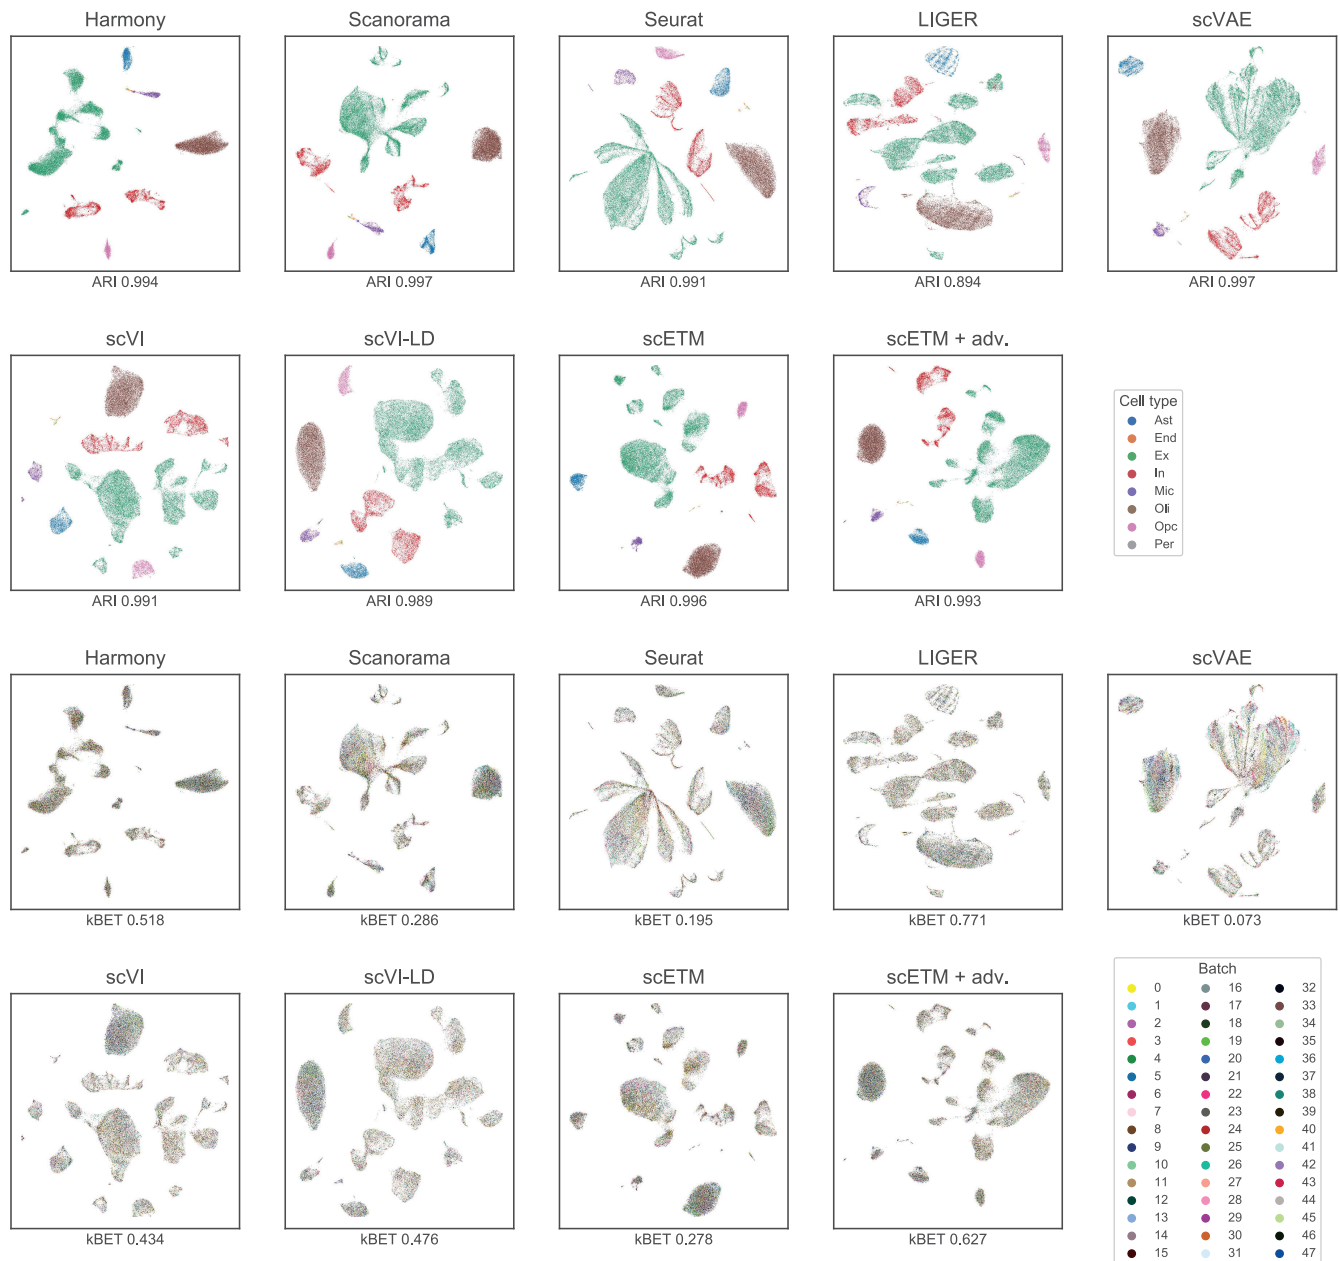 Harmony
Scanorama
Seurat
LIGER
scVAE
ARI 0.994
ARI 0.997
ARI 0.991
ARI 0.894
ARI 0.997
scVI
scVI-LD
scETM
scETM + adv.
Cell type
Ast
End
Ex
In
Mic
Oli
Opc
Per
ARI 0.991
ARI 0.989
ARI 0.996
ARI 0.993
Harmony
Scanorama
Seurat
LIGER
scVAE
kBET 0.518
kBET 0.286
kBET 0.195
kBET 0.771
kBET 0.073
scVI
scVI-LD
scETM
scETM + adv.
Batch
0 16 32
1 17 33
2 18 34
3 19 35
4 20 36
5 21 37
6 22 38
7 23 39
8 24 40
9 25 41
10 26 42
11 27 43
12 28 44
13 29 45
14 30 46
15 31 47
kBET 0.434
kBET 0.476
kBET 0.278
kBET 0.627